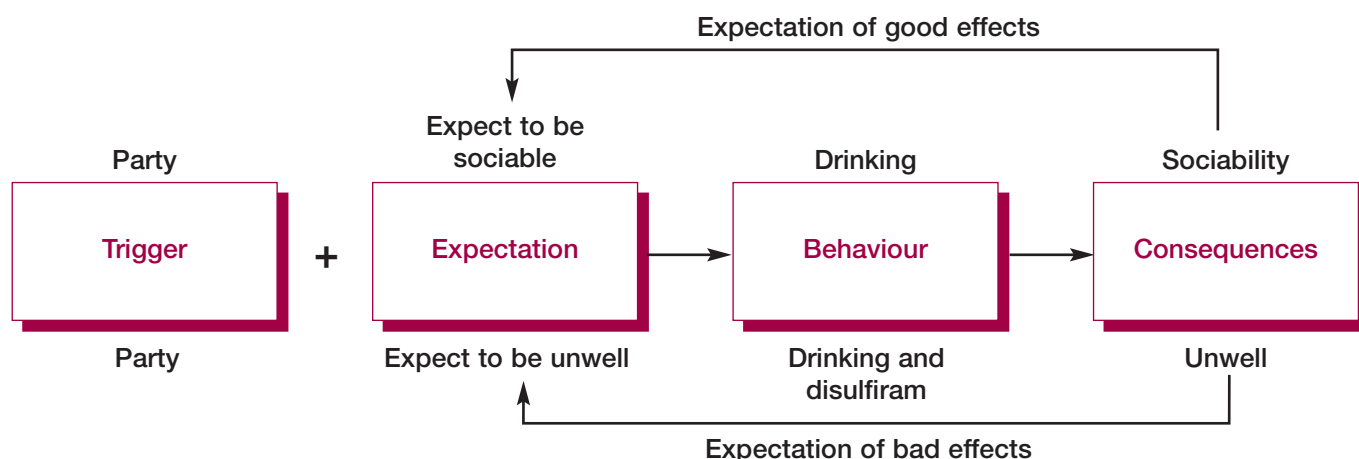 Expectation of good effects
Expect to be
sociable
Party
Drinking
Sociability
Trigger
+
Expectation
Behaviour
Consequences
Party
Expect to be unwell
Drinking and
disulfiram
Unwell
Expectation of bad effects